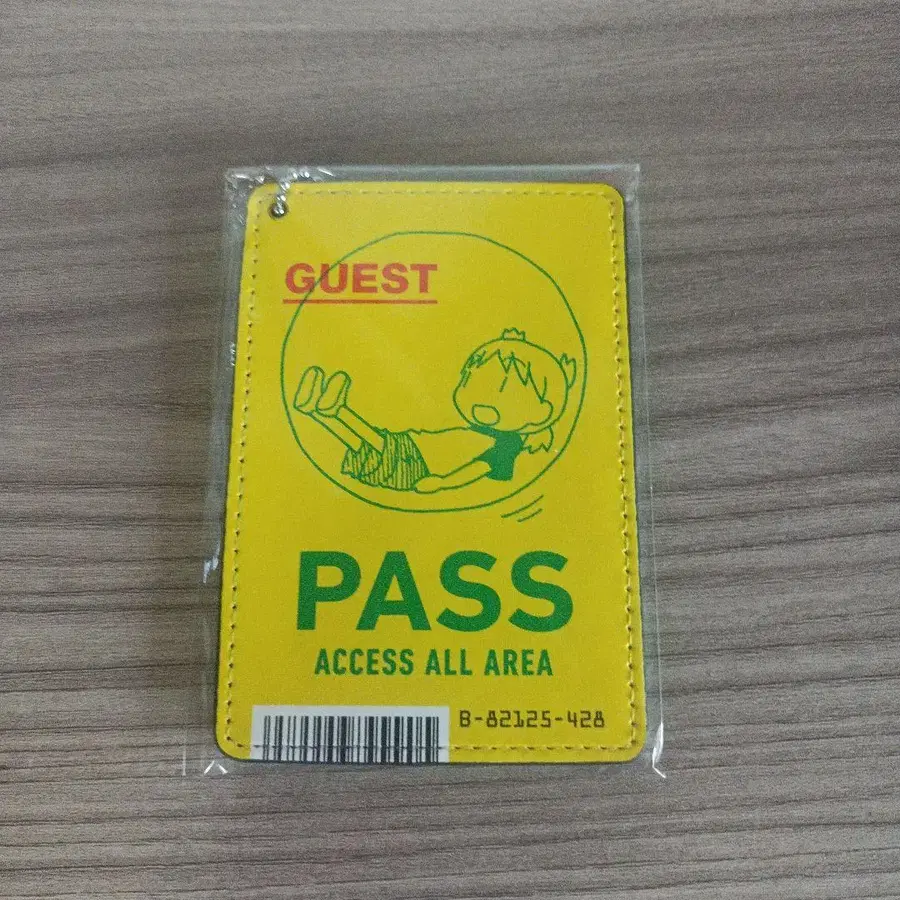 GUEST
PASS
ACCESS ALL AREA
B-82125-428